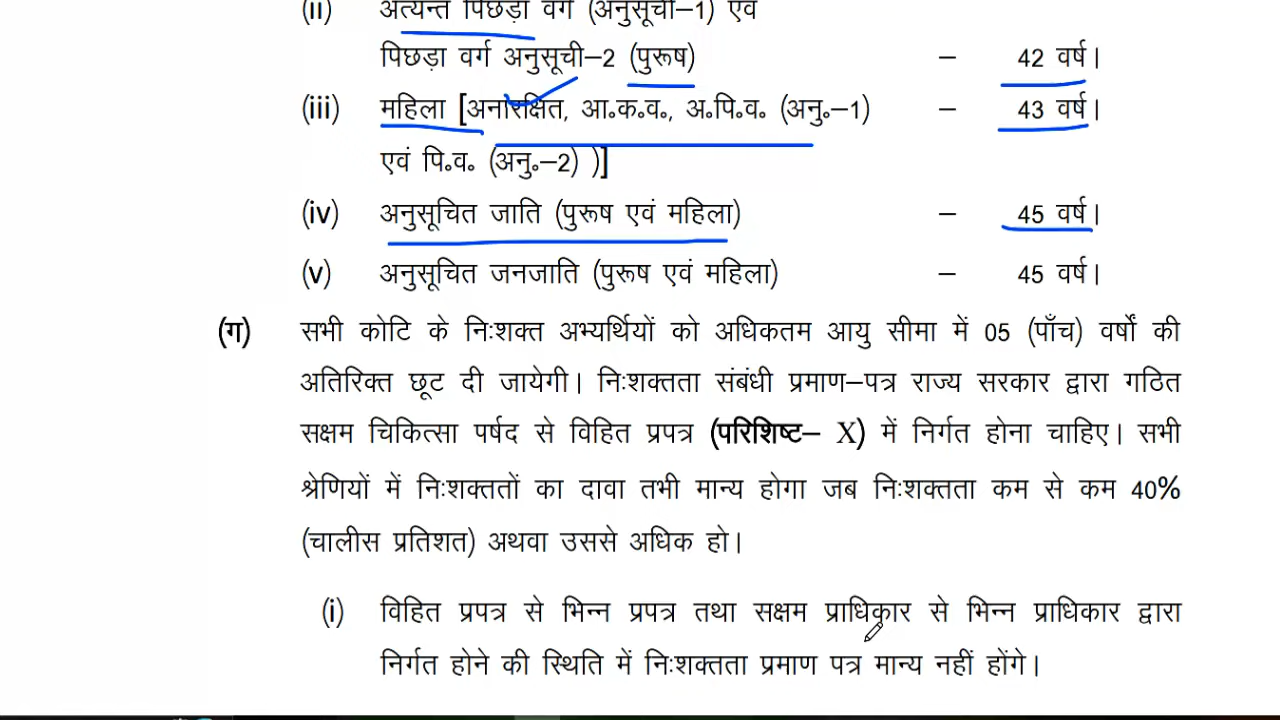 (ii) अत्यन्त पिछड़ा वर्ग (अनुसूची–1) एवं
पिछड़ा वर्ग अनुसूची–2 (पुरूष) – 42 वर्ष।
(iii) महिला [अनारक्षित, आ॰क॰व॰, अ॰पि॰व॰ (अनु॰–1) – 43 वर्ष।
एवं पि॰व॰ (अनु॰–2) )]
(iv) अनुसूचित जाति (पुरूष एवं महिला) – 45 वर्ष।
(v) अनुसूचित जनजाति (पुरूष एवं महिला) – 45 वर्ष।
(ग) सभी कोटि के निःशक्त अभ्यर्थियों को अधिकतम आयु सीमा में 05 (पाँच) वर्षों की
अतिरिक्त छूट दी जायेगी। निःशक्तता संबंधी प्रमाण–पत्र राज्य सरकार द्वारा गठित
सक्षम चिकित्सा पर्षद से विहित प्रपत्र (परिशिष्ट– X) में निर्गत होना चाहिए। सभी
श्रेणियों में निःशक्ततों का दावा तभी मान्य होगा जब निःशक्तता कम से कम 40%
(चालीस प्रतिशत) अथवा उससे अधिक हो।
(i) विहित प्रपत्र से भिन्न प्रपत्र तथा सक्षम प्राधिकार से भिन्न प्राधिकार द्वारा
निर्गत होने की स्थिति में निःशक्तता प्रमाण पत्र मान्य नहीं होंगे।